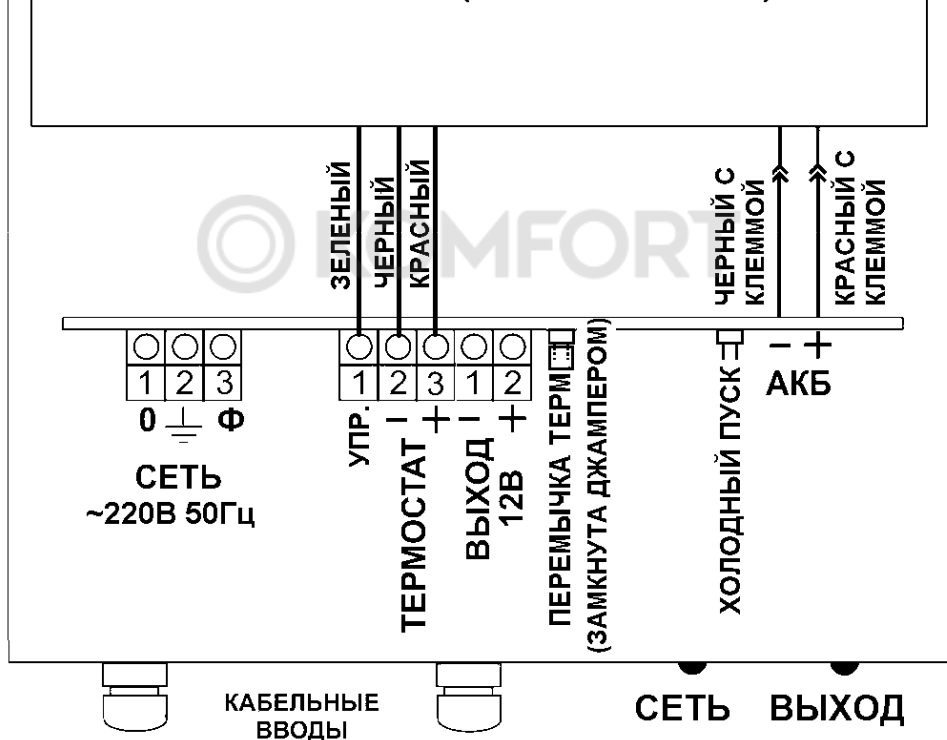 ЗЕЛЕНЫЙ
ЧЕРНЫЙ
КРАСНЫЙ
ЧЕРНЫЙ С
КЛЕММОЙ
КРАСНЫЙ С
КЛЕММОЙ
KOMFORT
1 2 3
1 2 3 1 2
0 Ф
− + − +
− +
АКБ
СЕТЬ
~220В 50Гц
УПР.
ТЕРМОСТАТ
ВЫХОД
12В
ПЕРЕМЫЧКА ТЕРМ
(ЗАМКНУТА ДЖАМПЕРОМ)
ХОЛОДНЫЙ ПУСК
КАБЕЛЬНЫЕ
ВВОДЫ
СЕТЬ ВЫХОД